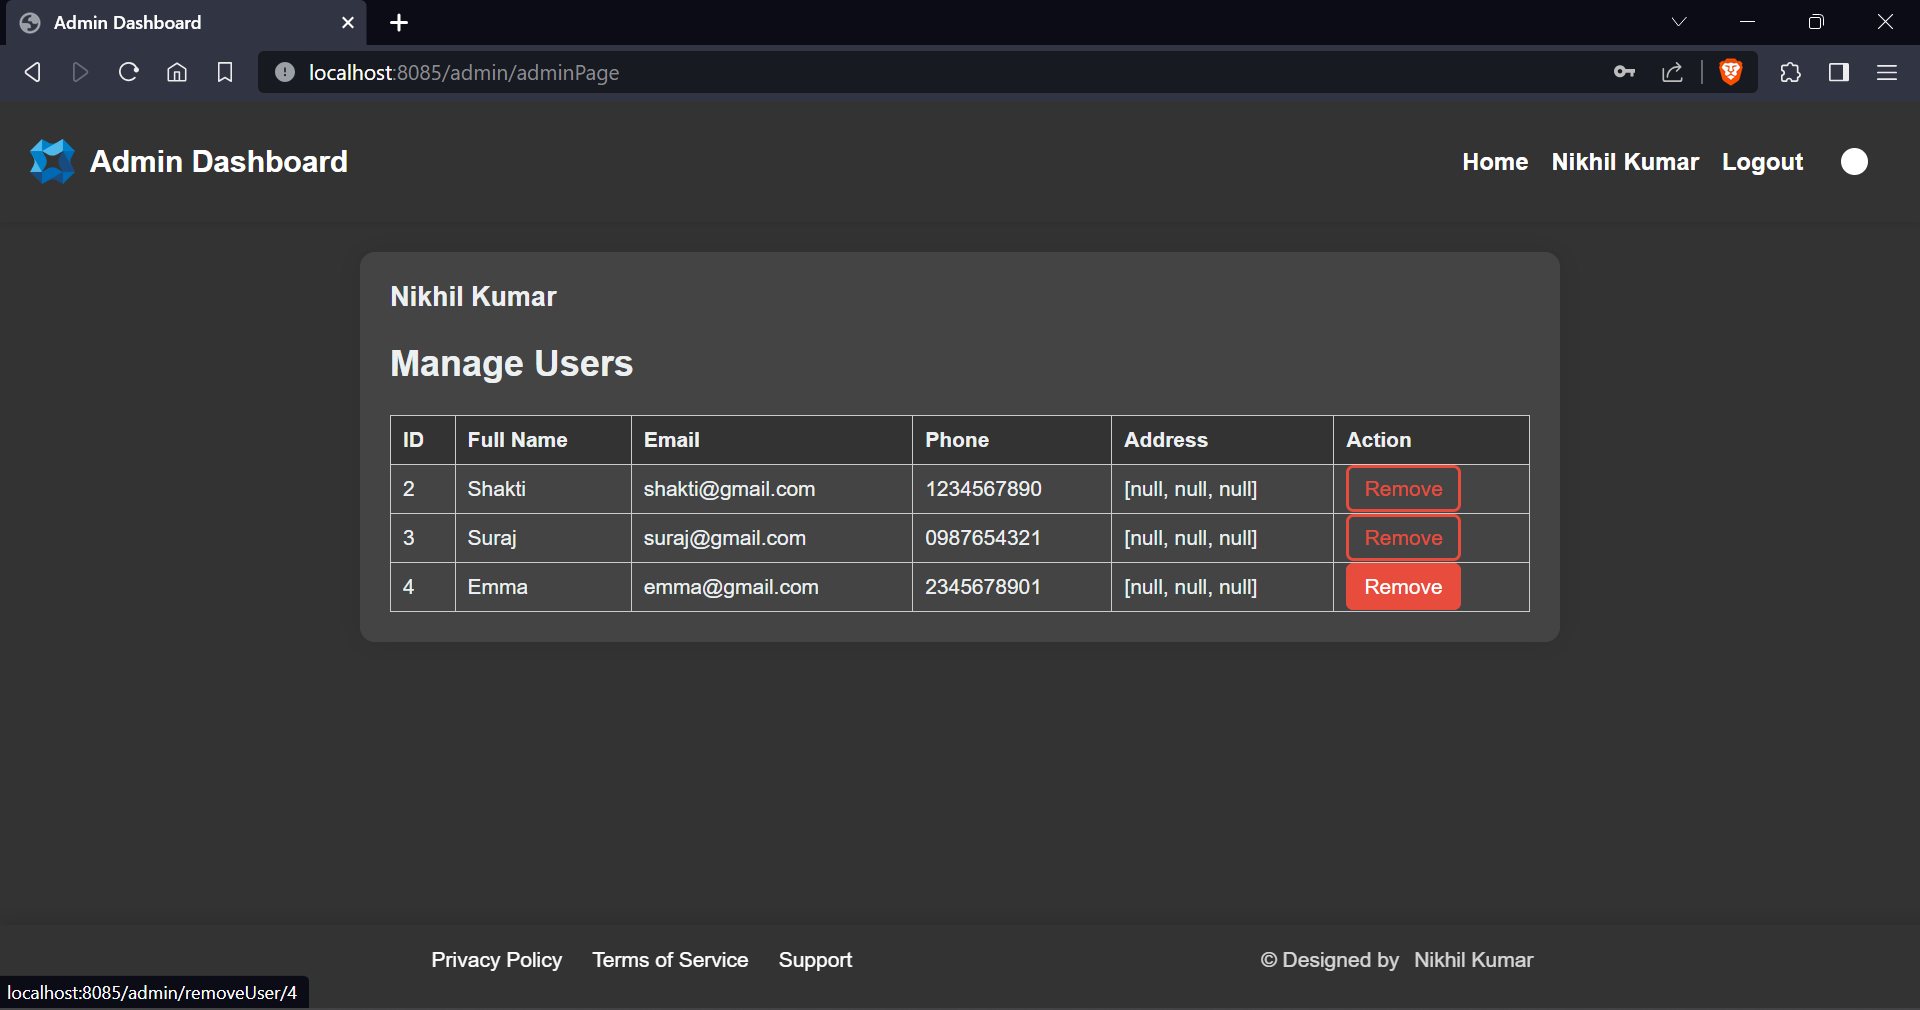 Admin Dashboard
localhost:8085/admin/adminPage
Admin Dashboard
Home Nikhil Kumar Logout
Nikhil Kumar
Manage Users
ID Full Name Email Phone Address Action
2 Shakti shakti@gmail.com 1234567890 [null, null, null] Remove
3 Suraj suraj@gmail.com 0987654321 [null, null, null] Remove
4 Emma emma@gmail.com 2345678901 [null, null, null] Remove
Privacy Policy Terms of Service Support © Designed by Nikhil Kumar
localhost:8085/admin/removeUser/4